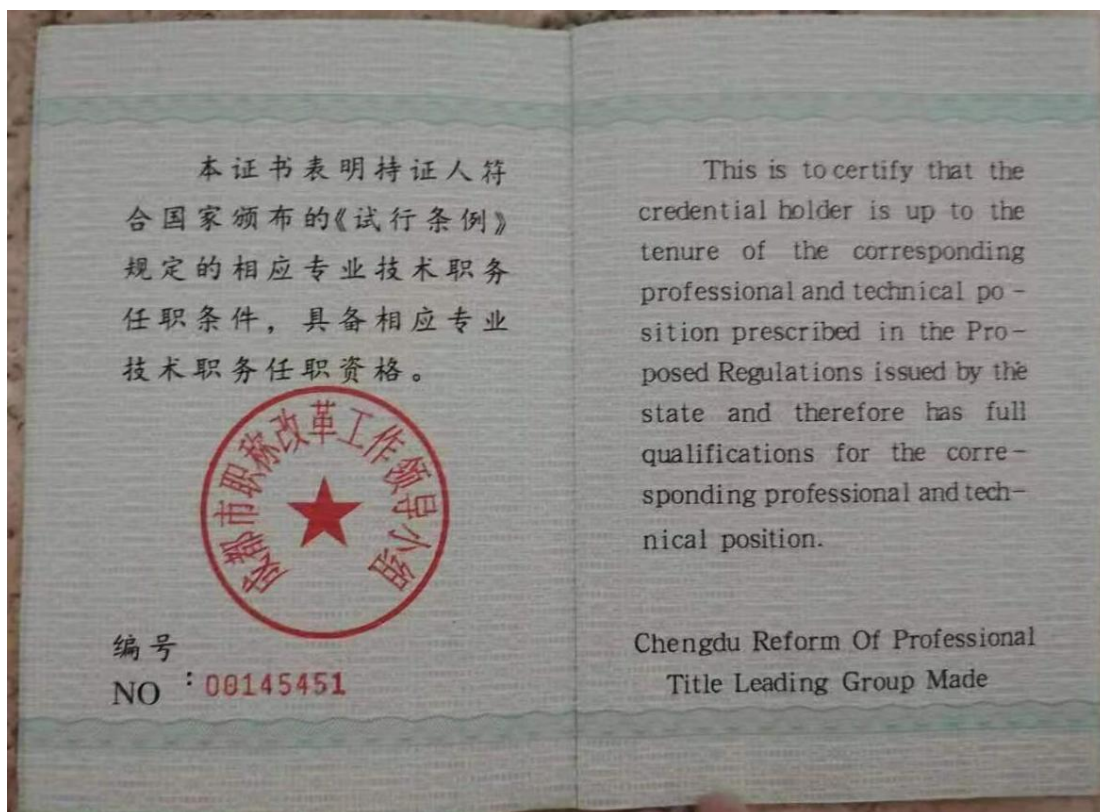 本证书表明持证人符
合国家颁布的《试行条例》
规定的相应专业技术职务
任职条件，具备相应专业
技术职务任职资格。
成都市职称改革工作领导小组
编号
NO：00145451
This is to certify that the
credential holder is up to the
tenure of the corresponding
professional and technical po-
sition prescribed in the Pro-
posed Regulations issued by the
state and therefore has full
qualifications for the corre-
sponding professional and tech-
nical position.
Chengdu Reform Of Professional
Title Leading Group Made